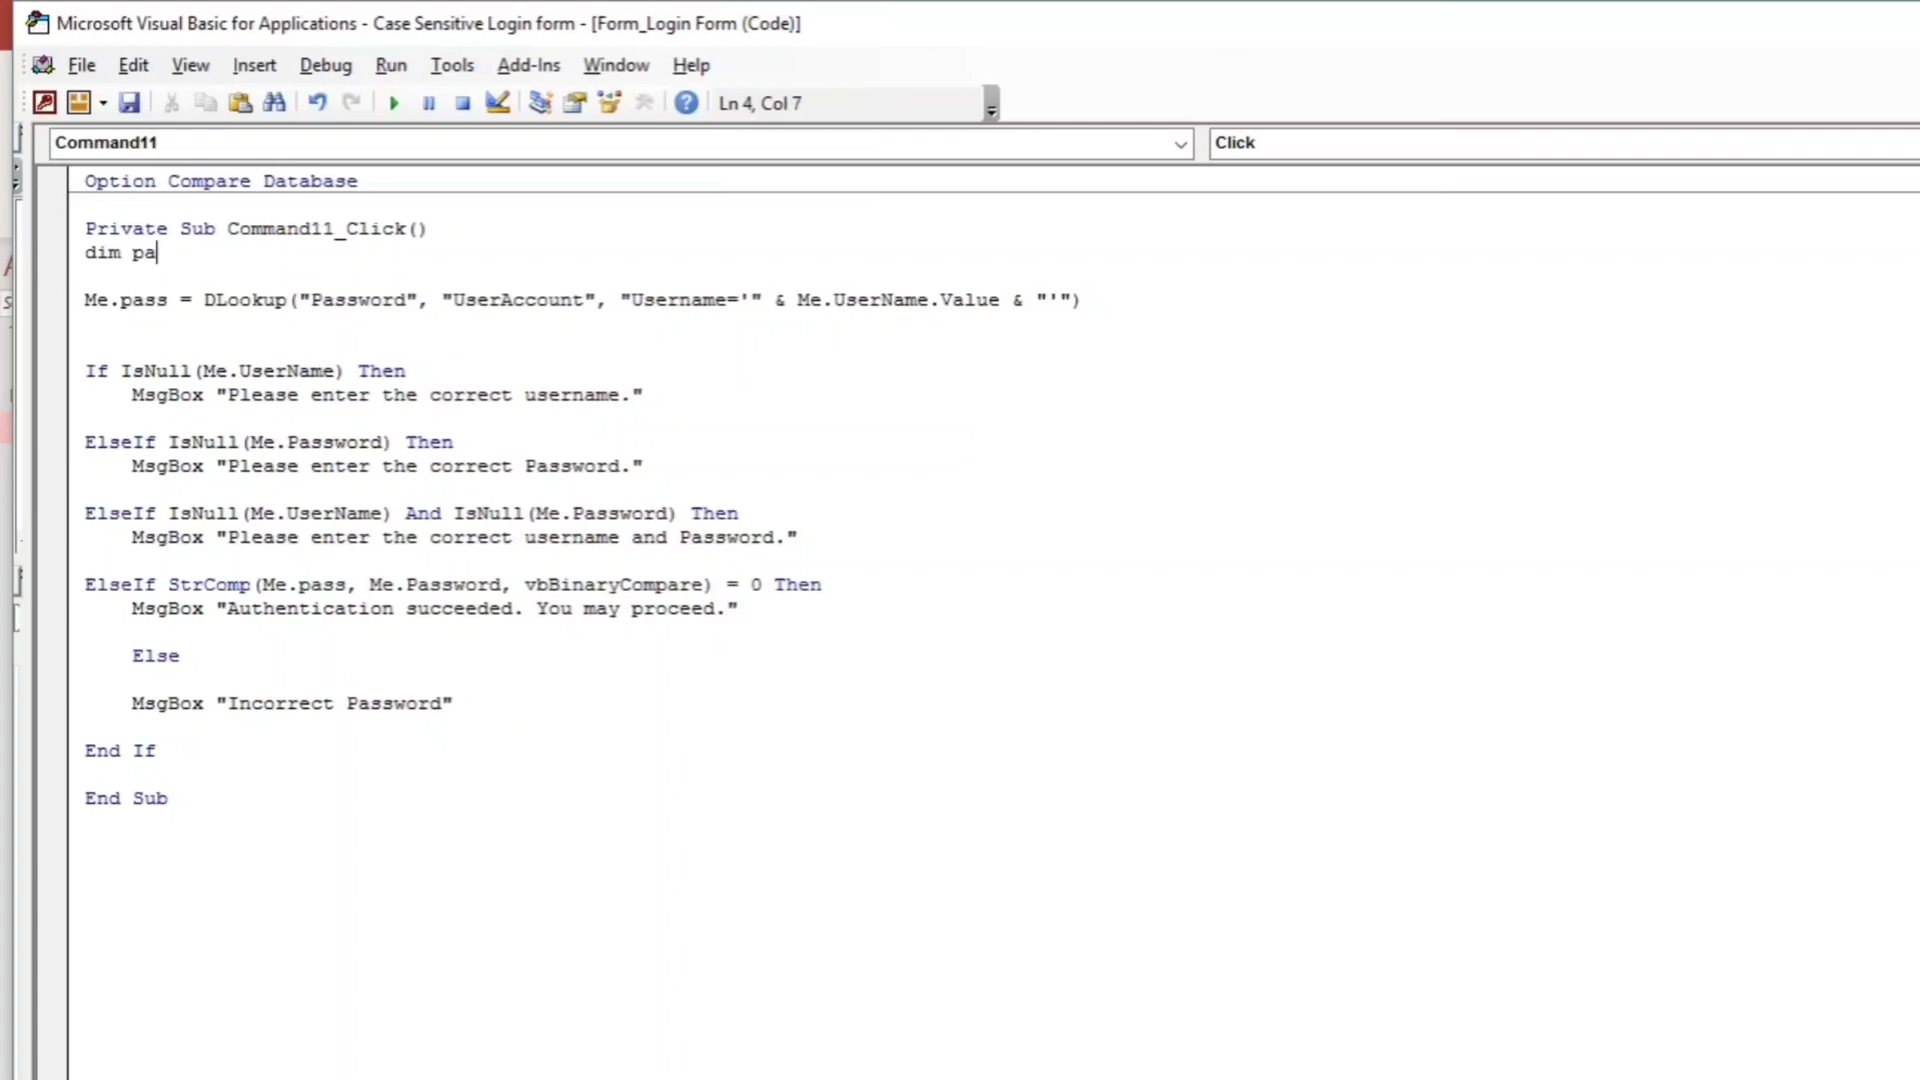 Microsoft Visual Basic for Applications - Case Sensitive Login form - [Form_Login Form (Code)]
File Edit View Insert Debug Run Tools Add-Ins Window Help
Ln 4, Col 7
Command11 Click
Option Compare Database
Private Sub Command11_Click()
dim pa
Me.pass = DLookup("Password", "UserAccount", "Username='" & Me.UserName.Value & "'")
If IsNull(Me.UserName) Then
MsgBox "Please enter the correct username."
ElseIf IsNull(Me.Password) Then
MsgBox "Please enter the correct Password."
ElseIf IsNull(Me.UserName) And IsNull(Me.Password) Then
MsgBox "Please enter the correct username and Password."
ElseIf StrComp(Me.pass, Me.Password, vbBinaryCompare) = 0 Then
MsgBox "Authentication succeeded. You may proceed."
Else
MsgBox "Incorrect Password"
End If
End Sub